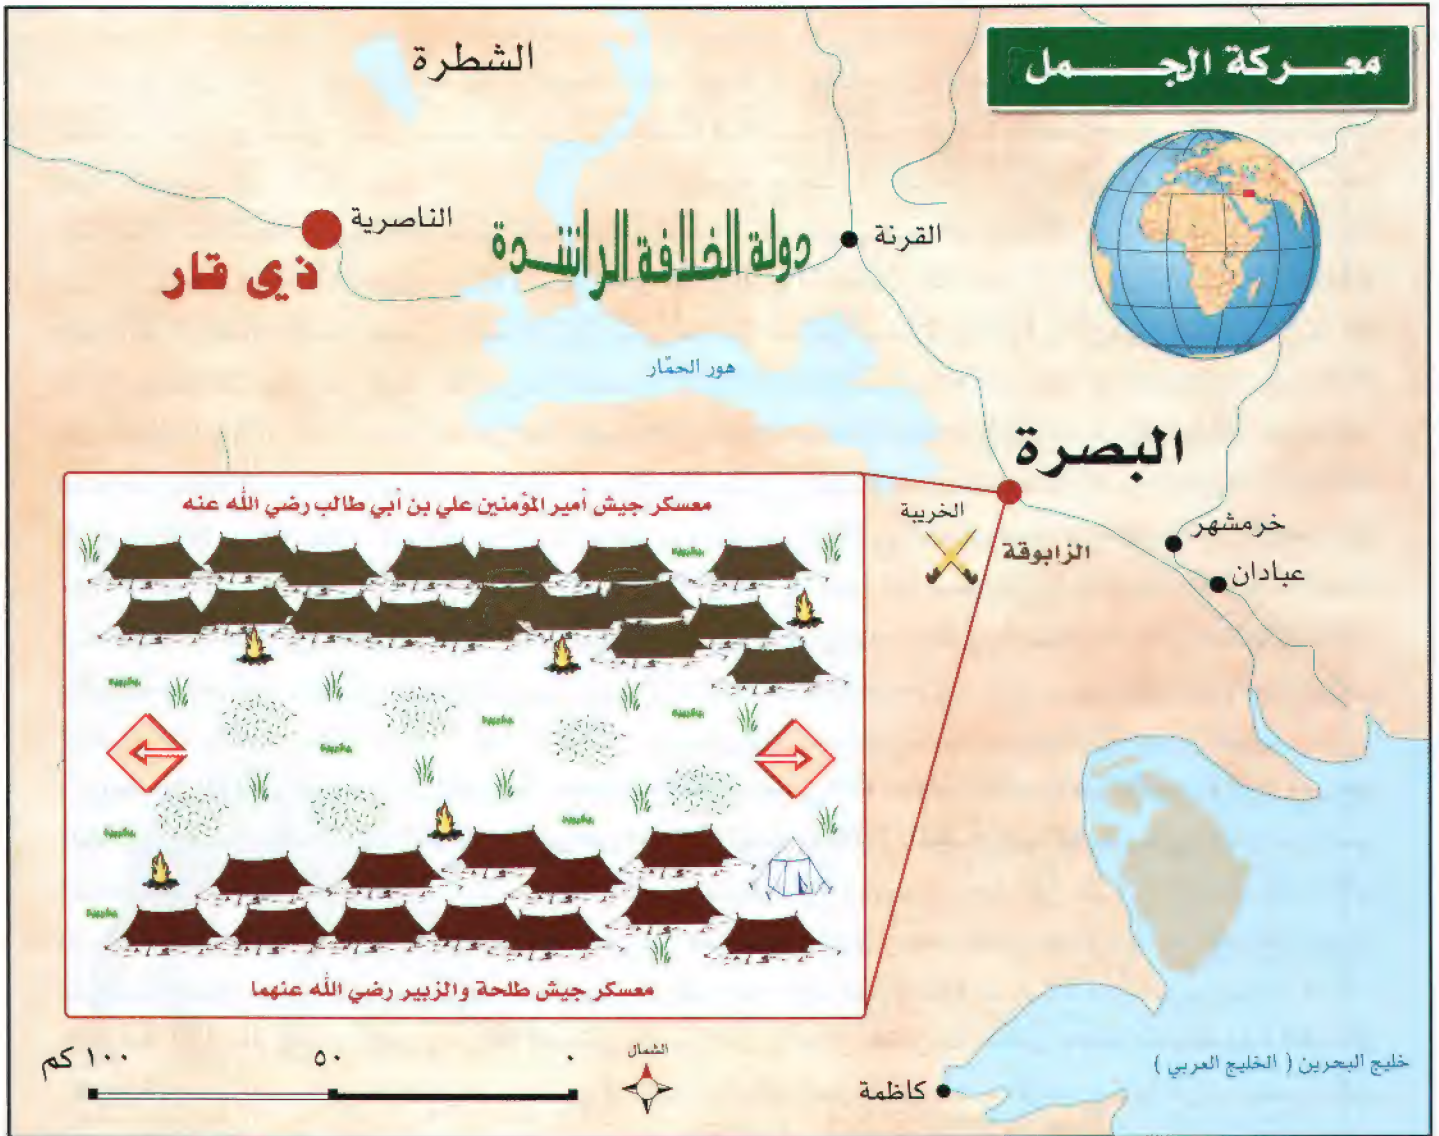 معركة الجمل
الشطرة
الناصرية
ذي قار
دولة الخلافة الراشدة
القرنة
هور الحمّار
البصرة
الخريبة
الزابوقة
خرمشهر
عبادان
معسكر جيش أمير المؤمنين علي بن أبي طالب رضي الله عنه
معسكر جيش طلحة والزبير رضي الله عنهما
١٠٠ كم
٥٠
٠
الشمال
كاظمة
خليج البحرين ( الخليج العربي )